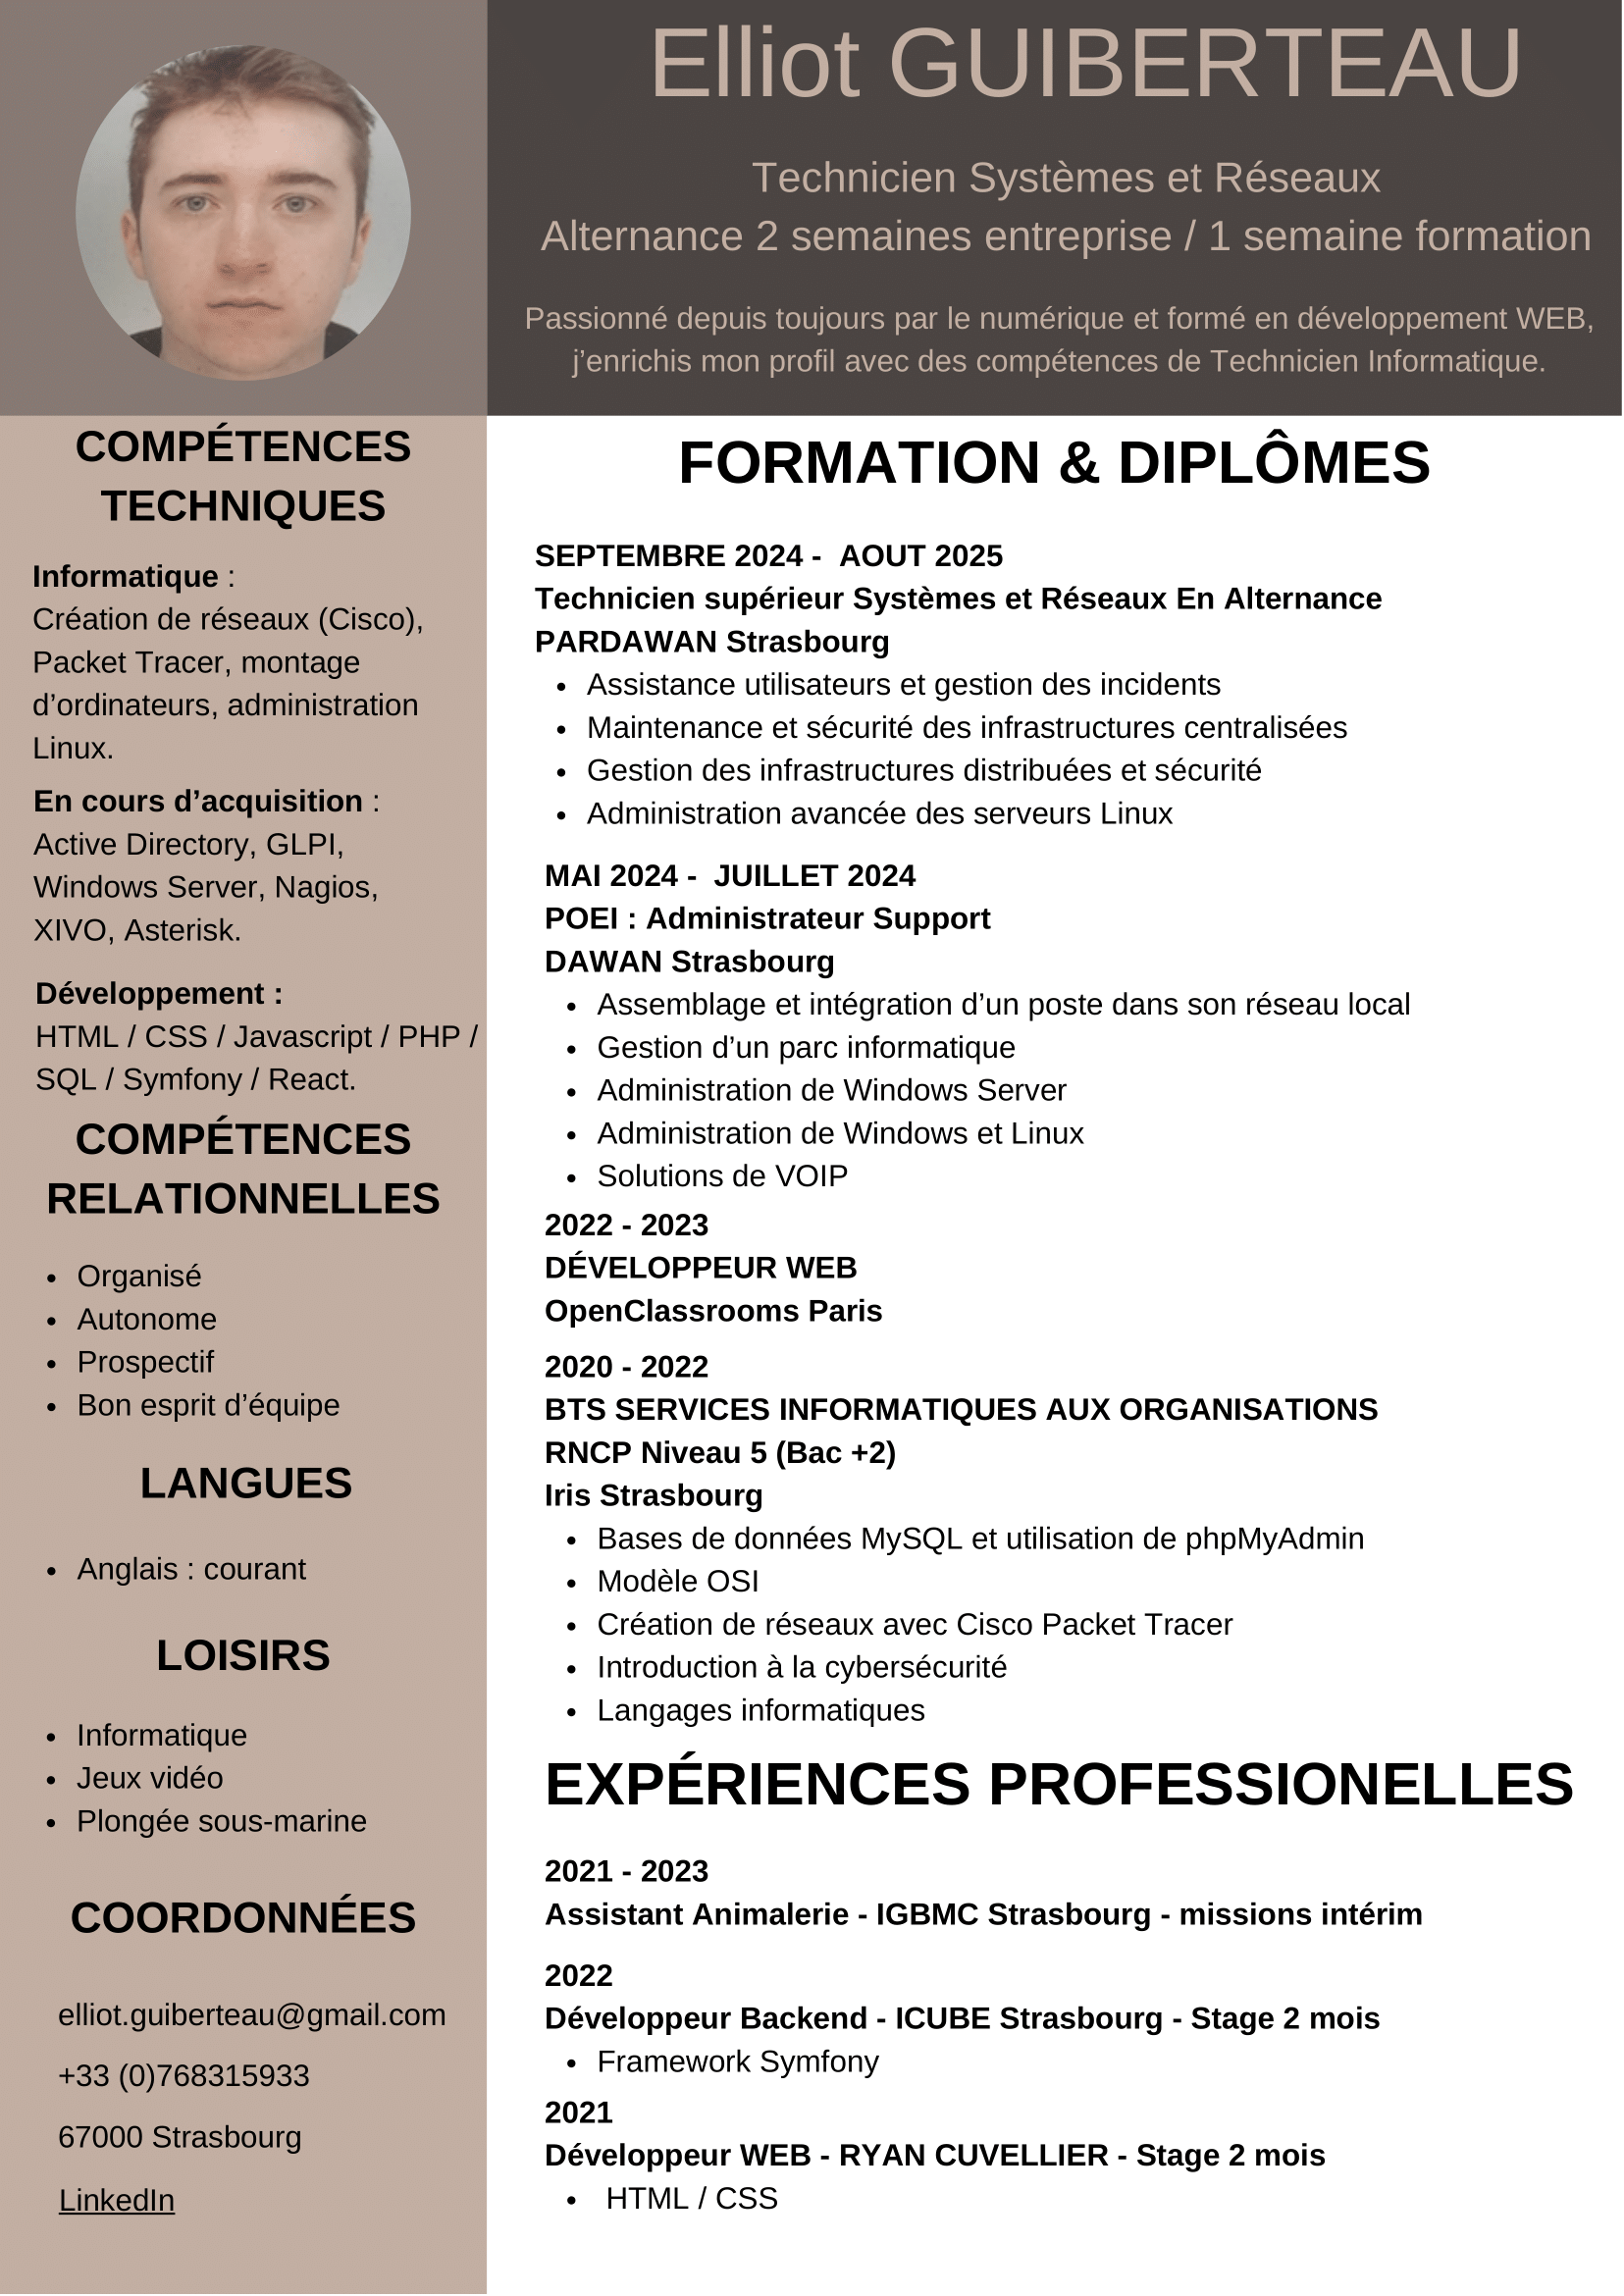 Elliot GUIBERTEAU
Technicien Systèmes et Réseaux
Alternance 2 semaines entreprise / 1 semaine formation
Passionné depuis toujours par le numérique et formé en développement WEB,
j’enrichis mon profil avec des compétences de Technicien Informatique.
COMPÉTENCES
TECHNIQUES
Informatique :
Création de réseaux (Cisco),
Packet Tracer, montage
d’ordinateurs, administration
Linux.
En cours d’acquisition :
Active Directory, GLPI,
Windows Server, Nagios,
XIVO, Asterisk.
Développement :
HTML / CSS / Javascript / PHP /
SQL / Symfony / React.
COMPÉTENCES
RELATIONNELLES
• Organisé
• Autonome
• Prospectif
• Bon esprit d’équipe
LANGUES
• Anglais : courant
LOISIRS
• Informatique
• Jeux vidéo
• Plongée sous-marine
COORDONNÉES
elliot.guiberteau@gmail.com
+33 (0)768315933
67000 Strasbourg
LinkedIn
FORMATION & DIPLÔMES
SEPTEMBRE 2024 - AOUT 2025
Technicien supérieur Systèmes et Réseaux En Alternance
PARDAWAN Strasbourg
• Assistance utilisateurs et gestion des incidents
• Maintenance et sécurité des infrastructures centralisées
• Gestion des infrastructures distribuées et sécurité
• Administration avancée des serveurs Linux
MAI 2024 - JUILLET 2024
POEI : Administrateur Support
DAWAN Strasbourg
• Assemblage et intégration d’un poste dans son réseau local
• Gestion d’un parc informatique
• Administration de Windows Server
• Administration de Windows et Linux
• Solutions de VOIP
2022 - 2023
DÉVELOPPEUR WEB
OpenClassrooms Paris
2020 - 2022
BTS SERVICES INFORMATIQUES AUX ORGANISATIONS
RNCP Niveau 5 (Bac +2)
Iris Strasbourg
• Bases de données MySQL et utilisation de phpMyAdmin
• Modèle OSI
• Création de réseaux avec Cisco Packet Tracer
• Introduction à la cybersécurité
• Langages informatiques
EXPÉRIENCES PROFESSIONELLES
2021 - 2023
Assistant Animalerie - IGBMC Strasbourg - missions intérim
2022
Développeur Backend - ICUBE Strasbourg - Stage 2 mois
• Framework Symfony
2021
Développeur WEB - RYAN CUVELLIER - Stage 2 mois
• HTML / CSS